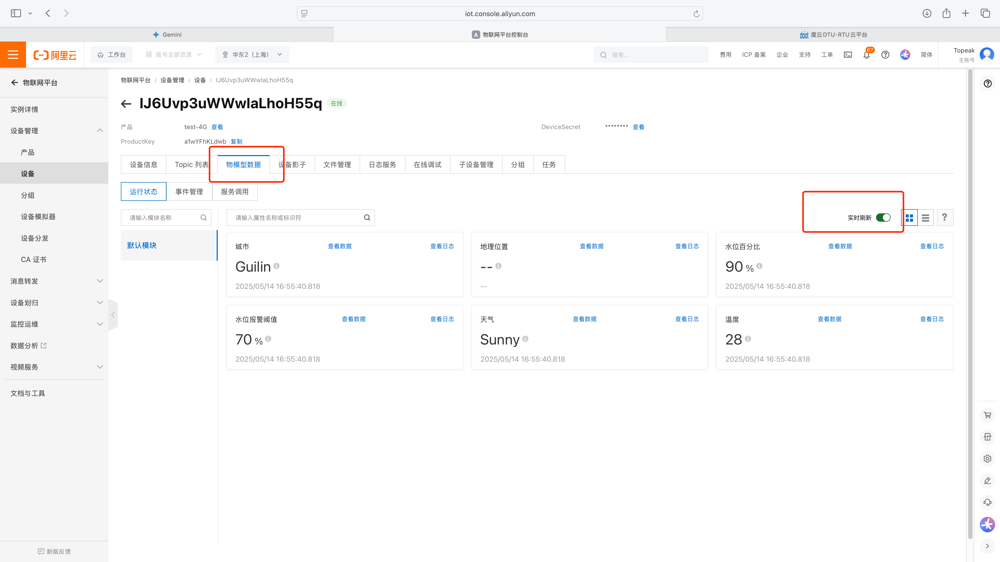 iot.console.aliyun.com
Gemini
A 物联网平台控制台
doiot 度云DTU·RTU云平台
阿里云 工作台 账号全部资源 华东2（上海） 搜索... 费用 ICP 备案 企业 支持 工单 67 简体 Topeak
主账号
物联网平台
实例详情
设备管理
产品
设备
分组
设备模拟器
设备分发
CA 证书
消息转发
设备划归
监控运维
数据分析
视频服务
文档与工具
新版反馈
物联网平台 / 设备管理 / 设备 / IJ6Uvp3uWWwlaLhoH55q
IJ6Uvp3uWWwlaLhoH55q 在线
产品 test-4G 查看 DeviceSecret ******** 查看
ProductKey a1wYFhKLdwb 复制
设备信息 Topic 列表 物模型数据 设备影子 文件管理 日志服务 在线调试 子设备管理 分组 任务
运行状态 事件管理 服务调用
请输入模块名称 请输入属性名称或标识符 实时刷新 ?
默认模块
城市 查看数据 查看日志
Guilin
2025/05/14 16:55:40.818
地理位置 查看数据 查看日志
--
--
水位百分比 查看数据 查看日志
90 %
2025/05/14 16:55:40.818
水位报警阈值 查看数据 查看日志
70 %
2025/05/14 16:55:40.818
天气 查看数据 查看日志
Sunny
2025/05/14 16:55:40.818
温度 查看数据 查看日志
28
2025/05/14 16:55:40.818
APP